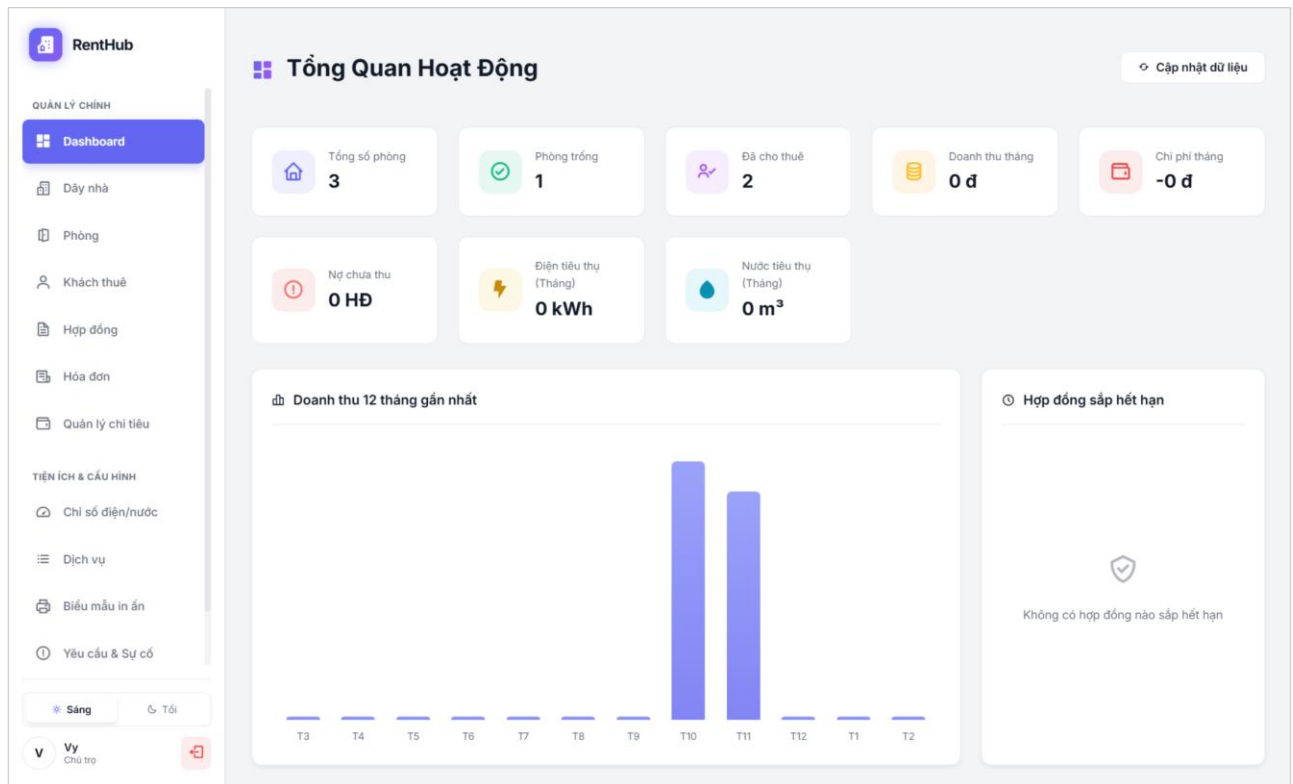 RentHub
QUẢN LÝ CHÍNH
Dashboard
Dãy nhà
Phòng
Khách thuê
Hợp đồng
Hóa đơn
Quản lý chi tiêu
TIỆN ÍCH & CẤU HÌNH
Chỉ số điện/nước
Dịch vụ
Biểu mẫu in ấn
Yêu cầu & Sự cố
Sáng
Tối
V
Vy
Chủ trọ
Tổng Quan Hoạt Động
Cập nhật dữ liệu
Tổng số phòng
3
Phòng trống
1
Đã cho thuê
2
Doanh thu tháng
0 đ
Chi phí tháng
-0 đ
Nợ chưa thu
0 HĐ
Điện tiêu thụ
(Tháng)
0 kWh
Nước tiêu thụ
(Tháng)
0 m³
Doanh thu 12 tháng gần nhất
T3 T4 T5 T6 T7 T8 T9 T10 T11 T12 T1 T2
Hợp đồng sắp hết hạn
Không có hợp đồng nào sắp hết hạn